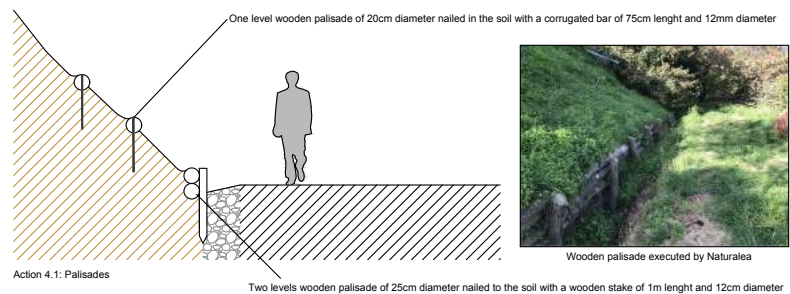 One level wooden palisade of 20cm diameter nailed in the soil with a corrugated bar of 75cm lenght and 12mm diameter
Wooden palisade executed by Naturalea
Action 4.1: Palisades
Two levels wooden palisade of 25cm diameter nailed to the soil with a wooden stake of 1m lenght and 12cm diameter